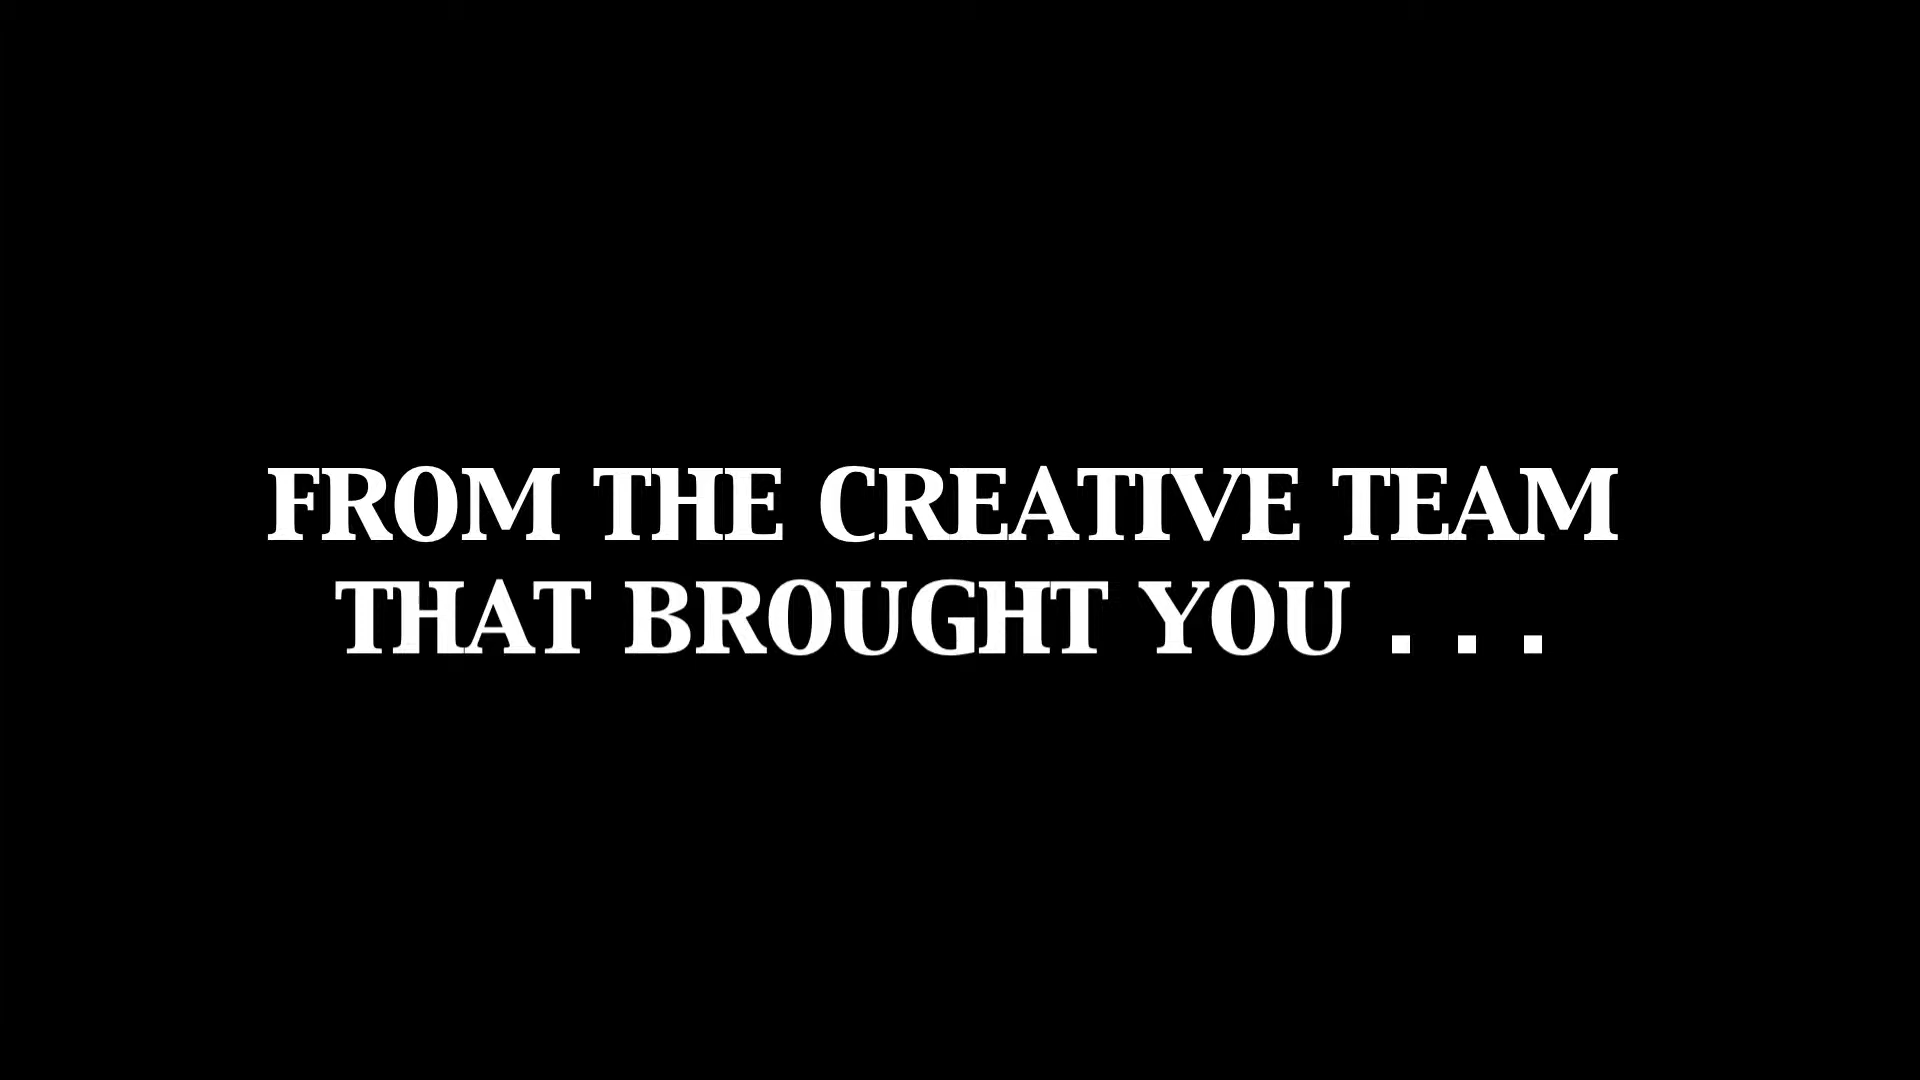 FROM THE CREATIVE TEAM
THAT BROUGHT YOU . . .